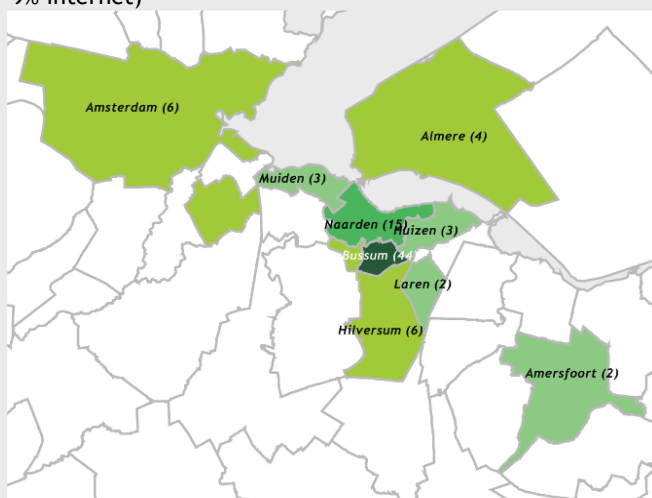 9% internet)
Amsterdam (6)
Almere (4)
Muiden (3)
Naarden (15)
Huizen (3)
Bussum (44)
Laren (2)
Hilversum (6)
Amersfoort (2)